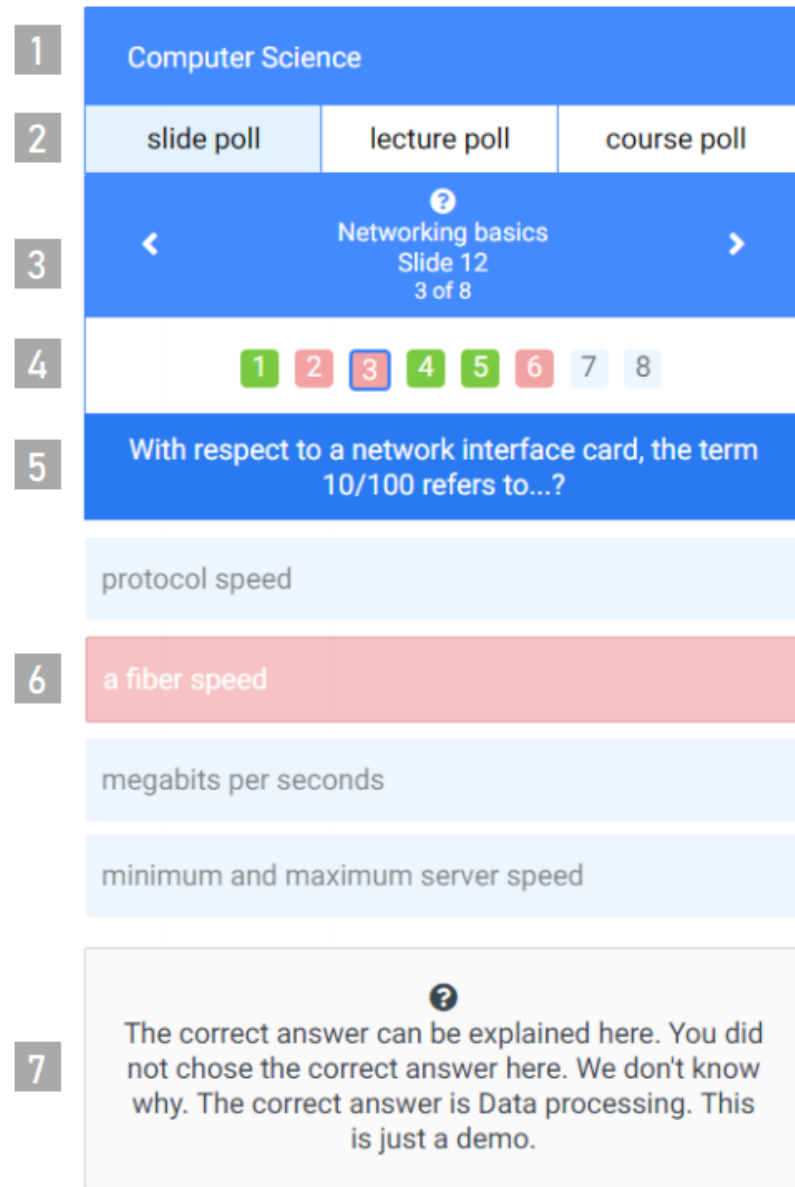 1
Computer Science
2
slide poll lecture poll course poll
3
Networking basics
Slide 12
3 of 8
4
1 2 3 4 5 6 7 8
5
With respect to a network interface card, the term
10/100 refers to...?
protocol speed
6
a fiber speed
megabits per seconds
minimum and maximum server speed
7
The correct answer can be explained here. You did
not chose the correct answer here. We don't know
why. The correct answer is Data processing. This
is just a demo.